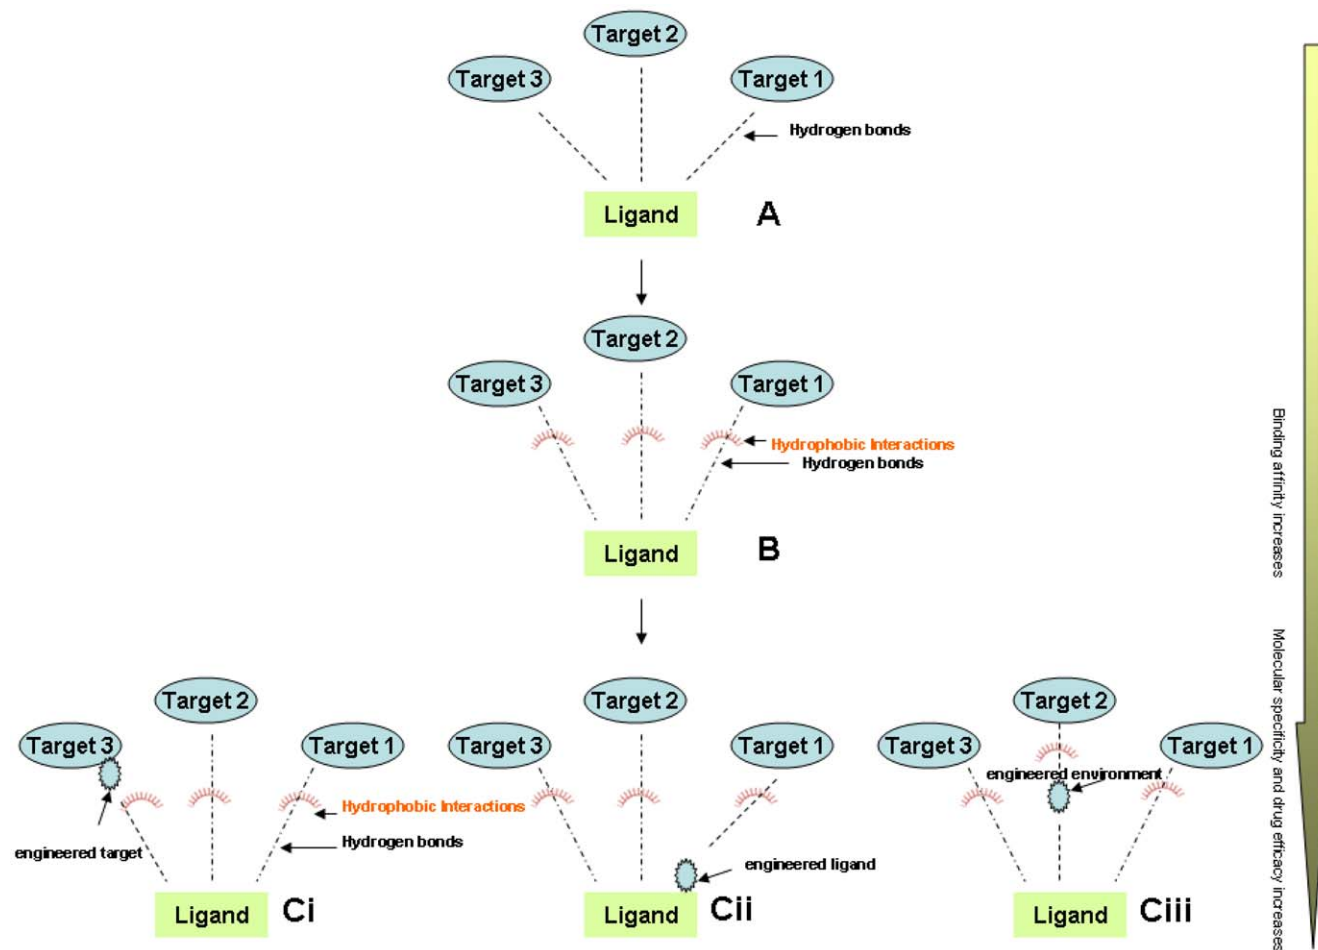 Target 2
Target 3
Target 1
Hydrogen bonds
Ligand
A
Target 2
Target 3
Target 1
Hydrophobic Interactions
Hydrogen bonds
Ligand
B
Binding affinity increases
Target 2
Target 3
Target 1
Hydrophobic Interactions
Hydrogen bonds
engineered target
Ligand
Ci
Target 2
Target 3
Target 1
engineered ligand
Ligand
Cii
Target 2
Target 3
Target 1
engineered environment
Ligand
Ciii
Molecular specificity and drug efficacy increases